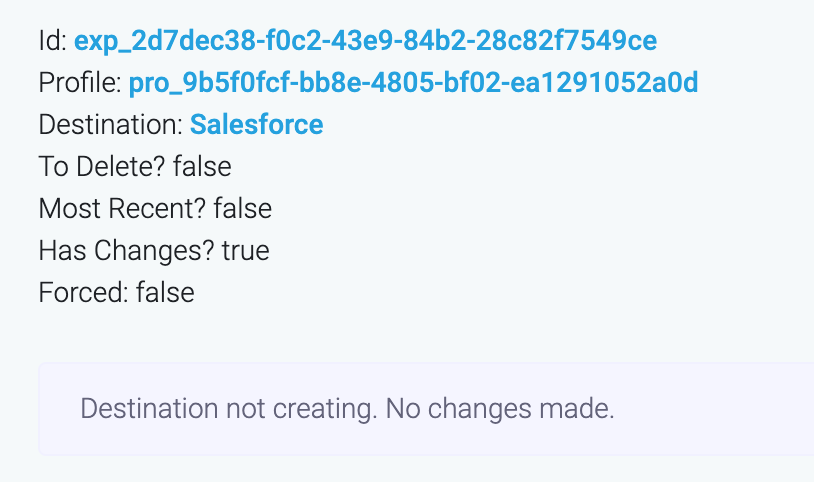 Id: exp_2d7dec38-f0c2-43e9-84b2-28c82f7549ce
Profile: pro_9b5f0fcf-bb8e-4805-bf02-ea1291052a0d
Destination: Salesforce
To Delete? false
Most Recent? false
Has Changes? true
Forced: false
Destination not creating. No changes made.